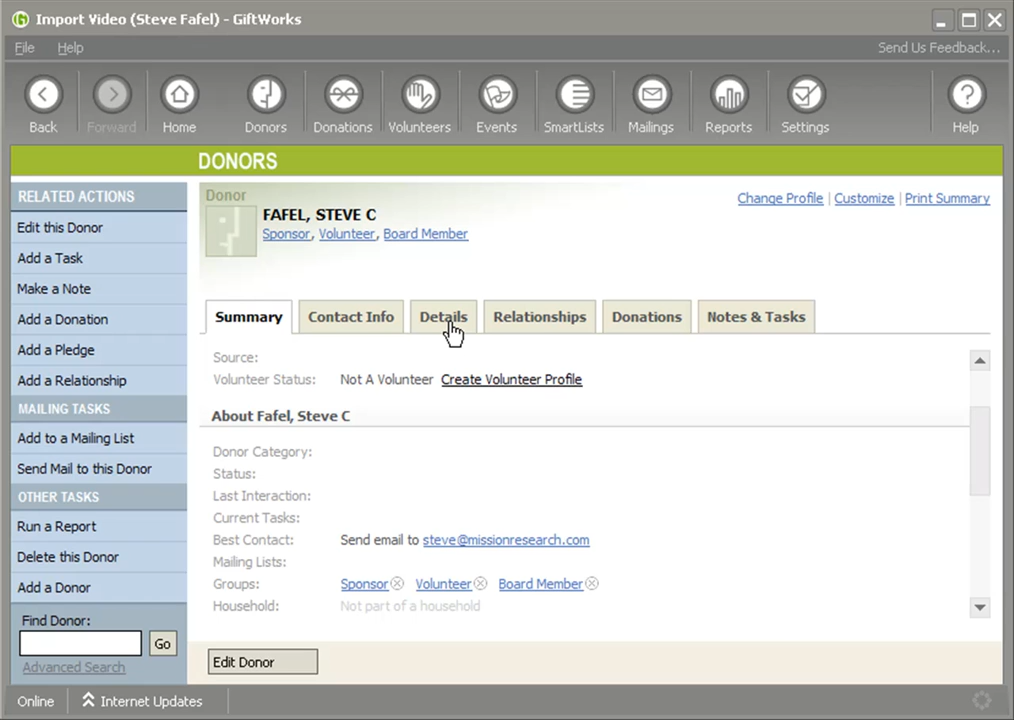 Import Video (Steve Fafel) - GiftWorks
File Help Send Us Feedback...
Back Forward Home Donors Donations Volunteers Events SmartLists Mailings Reports Settings Help
DONORS
RELATED ACTIONS
Edit this Donor
Add a Task
Make a Note
Add a Donation
Add a Pledge
Add a Relationship
MAILING TASKS
Add to a Mailing List
Send Mail to this Donor
OTHER TASKS
Run a Report
Delete this Donor
Add a Donor
Find Donor:
Go
Advanced Search
Donor
FAFEL, STEVE C
Sponsor, Volunteer, Board Member
Change Profile | Customize | Print Summary
Summary Contact Info Details Relationships Donations Notes & Tasks
Source:
Volunteer Status: Not A Volunteer Create Volunteer Profile
About Fafel, Steve C
Donor Category:
Status:
Last Interaction:
Current Tasks:
Best Contact: Send email to steve@missionresearch.com
Mailing Lists:
Groups: Sponsor Volunteer Board Member
Household: Not part of a household
Edit Donor
Online Internet Updates